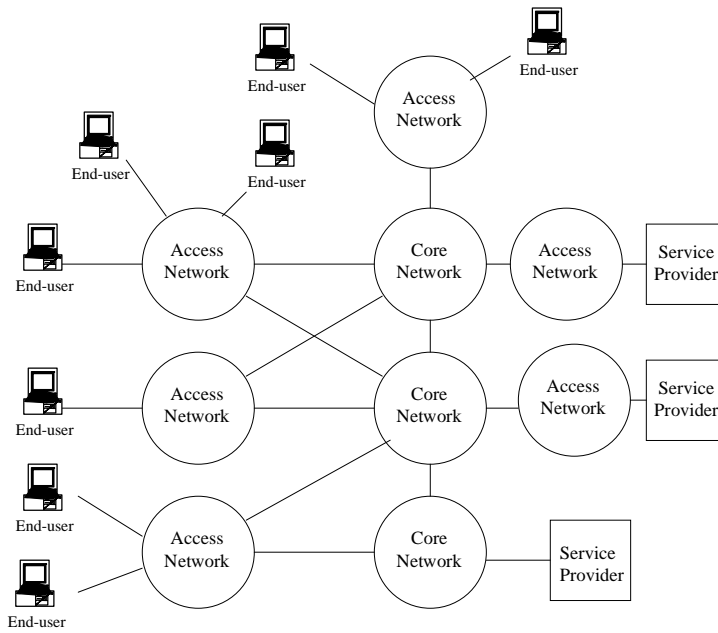 End-user
End-user
Access
Network
End-user
End-user
Access
Network
Core
Network
Access
Network
Service
Provider
End-user
Access
Network
Core
Network
Access
Network
Service
Provider
End-user
End-user
Access
Network
Core
Network
Service
Provider
End-user